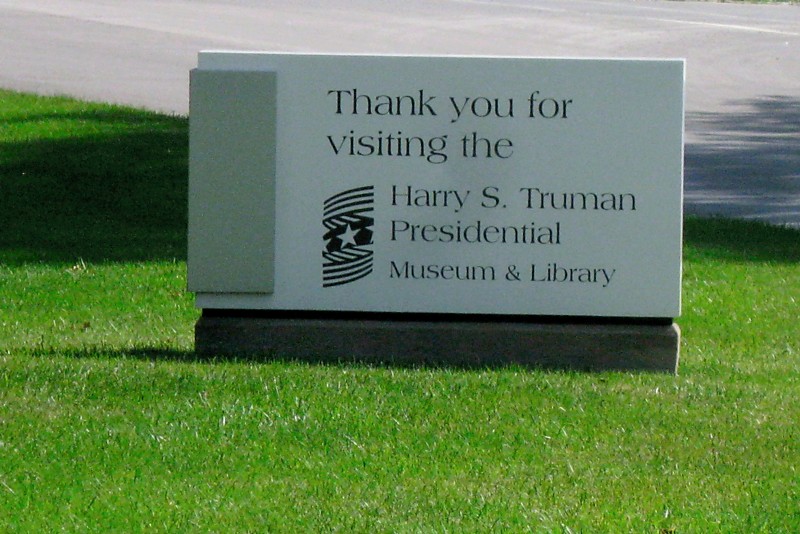 Thank you for
visiting the
Harry S. Truman
Presidential
Museum & Library